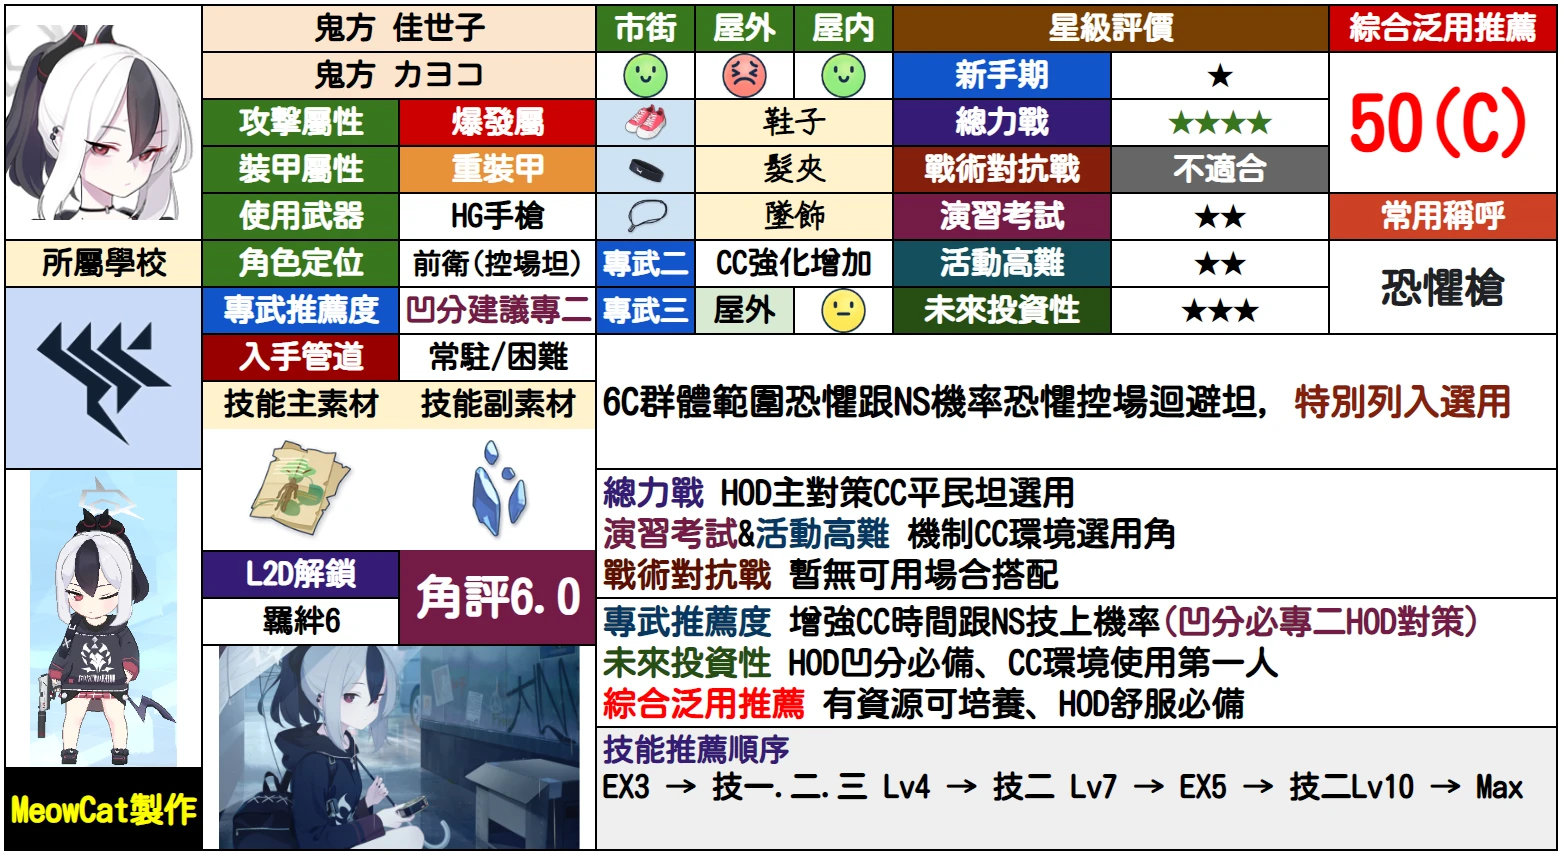 鬼方 佳世子
市街
屋外
屋內
星級評價
綜合泛用推薦
鬼方 カヨコ
新手期
★
50(C)
攻擊屬性
爆發屬
鞋子
總力戰
★★★★
裝甲屬性
重裝甲
髮夾
戰術對抗戰
不適合
使用武器
HG手槍
墜飾
演習考試
★★
常用稱呼
所屬學校
角色定位
前衛(控場坦)
專武二
CC強化增加
活動高難
★★
恐懼槍
專武推薦度
凹分建議專二
專武三
屋外
未來投資性
★★★
入手管道
常駐/困難
技能主素材
技能副素材
6C群體範圍恐懼跟NS機率恐懼控場迴避坦, 特別列入選用
總力戰 HOD主對策CC平民坦選用
演習考試&活動高難 機制CC環境選用角
戰術對抗戰 暫無可用場合搭配
L2D解鎖
角評6.0
羈絆6
專武推薦度 增強CC時間跟NS技上機率(凹分必專二HOD對策)
未來投資性 HOD凹分必備、CC環境使用第一人
綜合泛用推薦 有資源可培養、HOD舒服必備
技能推薦順序
EX3 → 技一.二.三 Lv4 → 技二 Lv7 → EX5 → 技二Lv10 → Max
MeowCat製作